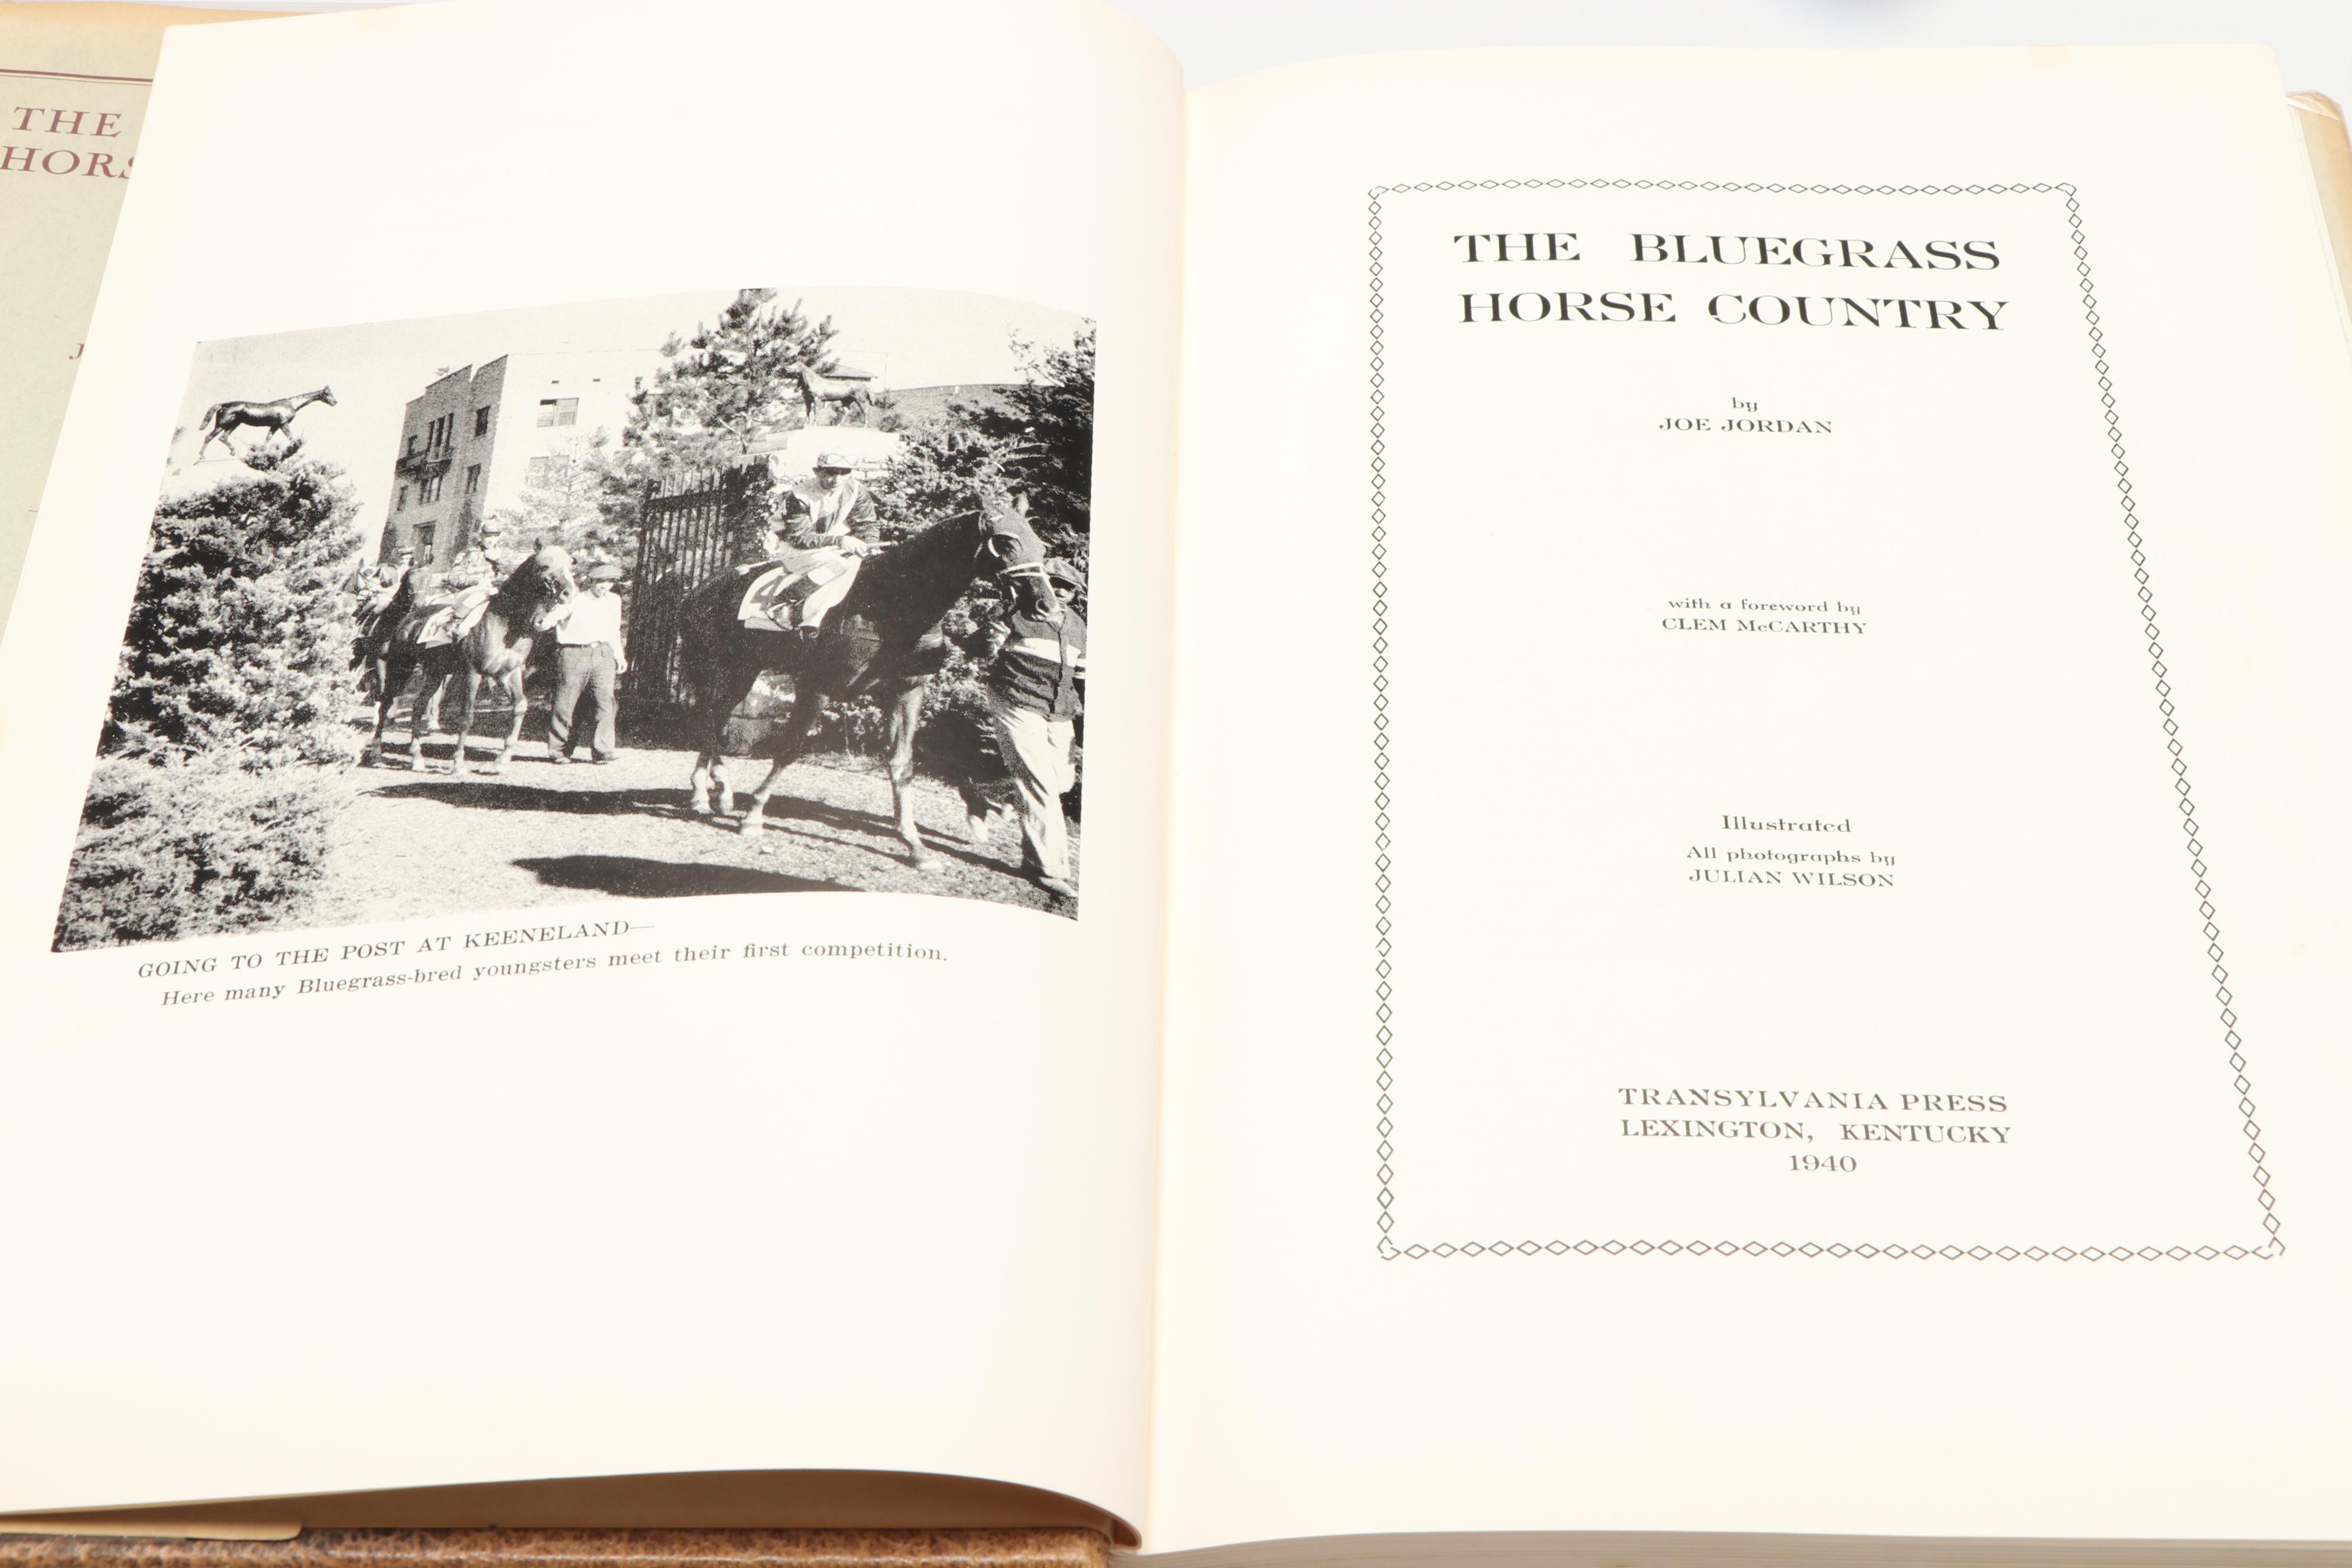 THE
HORS
J
GOING TO THE POST AT KEENELAND—
Here many Bluegrass-bred youngsters meet their first competition.
THE BLUEGRASS
HORSE COUNTRY
by
JOE JORDAN
with a foreword by
CLEM McCARTHY
Illustrated
All photographs by
JULIAN WILSON
TRANSYLVANIA PRESS
LEXINGTON, KENTUCKY
1940